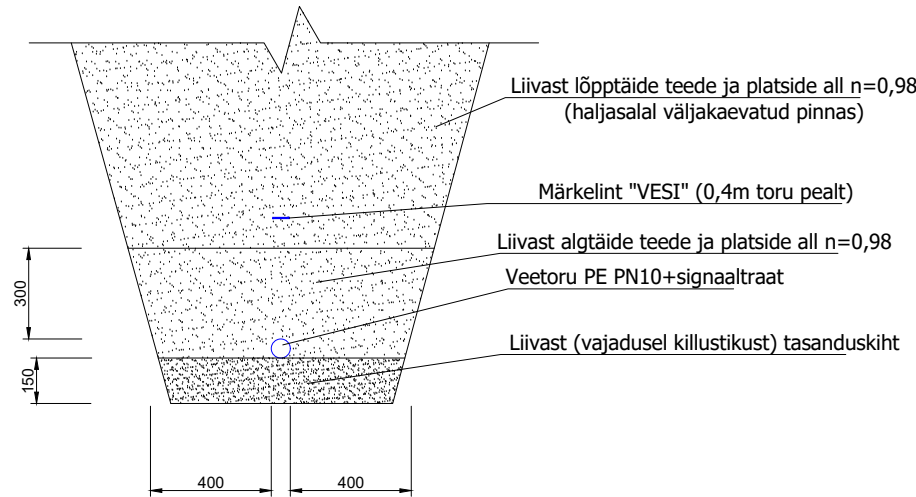 Liivast lõpptäide teede ja platside all n=0,98
(haljasalal väljakaevatud pinnas)
Märkelint "VESI" (0,4m toru pealt)
Liivast algtäide teede ja platside all n=0,98
Veetoru PE PN10+signaaltraat
300
Liivast (vajadusel killustikust) tasanduskiht
150
400
400